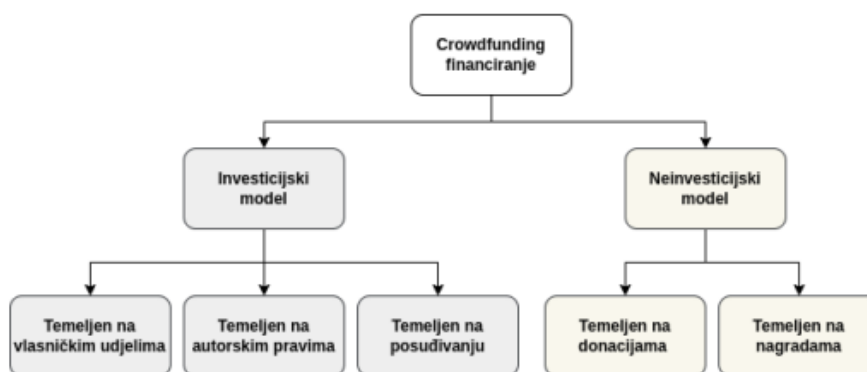 Crowdfunding
financiranje
Investicijski
model
Neinvesticijski
model
Temeljen na
vlasničkim udjelima
Temeljen na
autorskim pravima
Temeljen na
posuđivanju
Temeljen na
donacijama
Temeljen na
nagradama